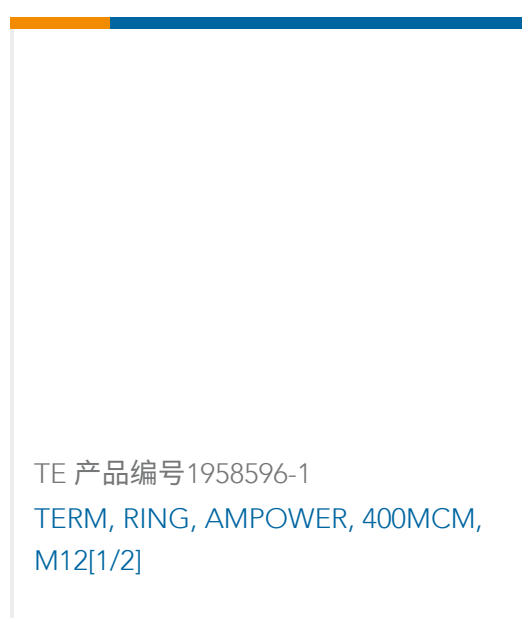 TE 产品编号1958596-1
TERM, RING, AMPOWER, 400MCM,
M12[1/2]